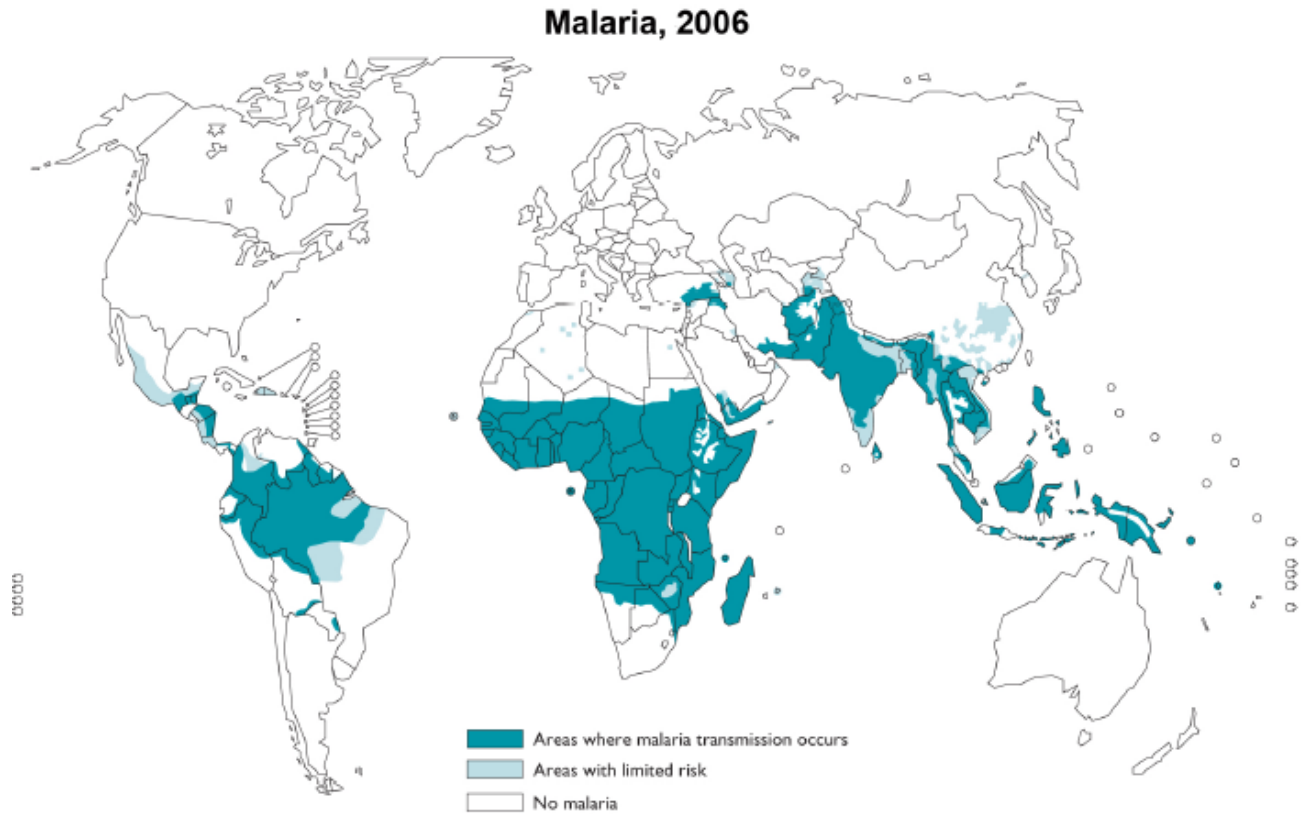 Malaria, 2006
Areas where malaria transmission occurs
Areas with limited risk
No malaria